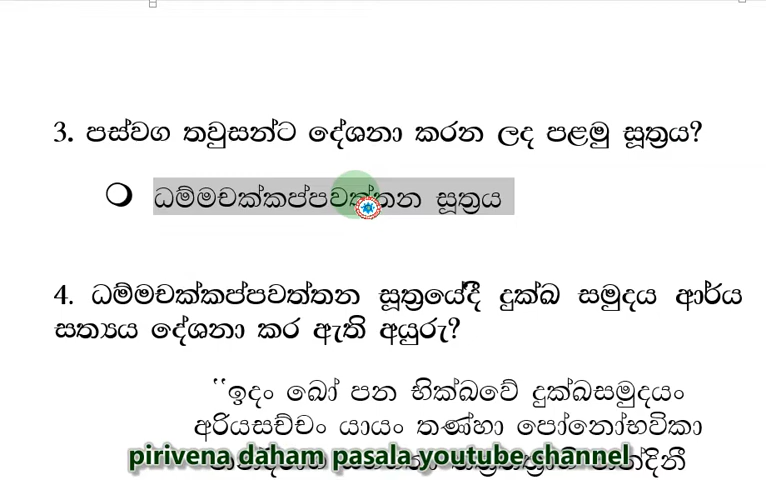 3. පස්වග තවුසන්ට දේශනා කරන ලද පළමු සූත්‍රය?
ධම්මචක්කප්පවත්තන සූත්‍රය
4. ධම්මචක්කප්පවත්තන සූත්‍රයේදී දුක්ඛ සමුදය ආර්ය
සත්‍යය දේශනා කර ඇති අයුරු?
“ඉදං ඛෝ පන භික්ඛවේ දුක්ඛසමුදයං
අරියසච්චං යායං තණ්හා පෝනෝභවිකා
pirivena daham pasala youtube channel